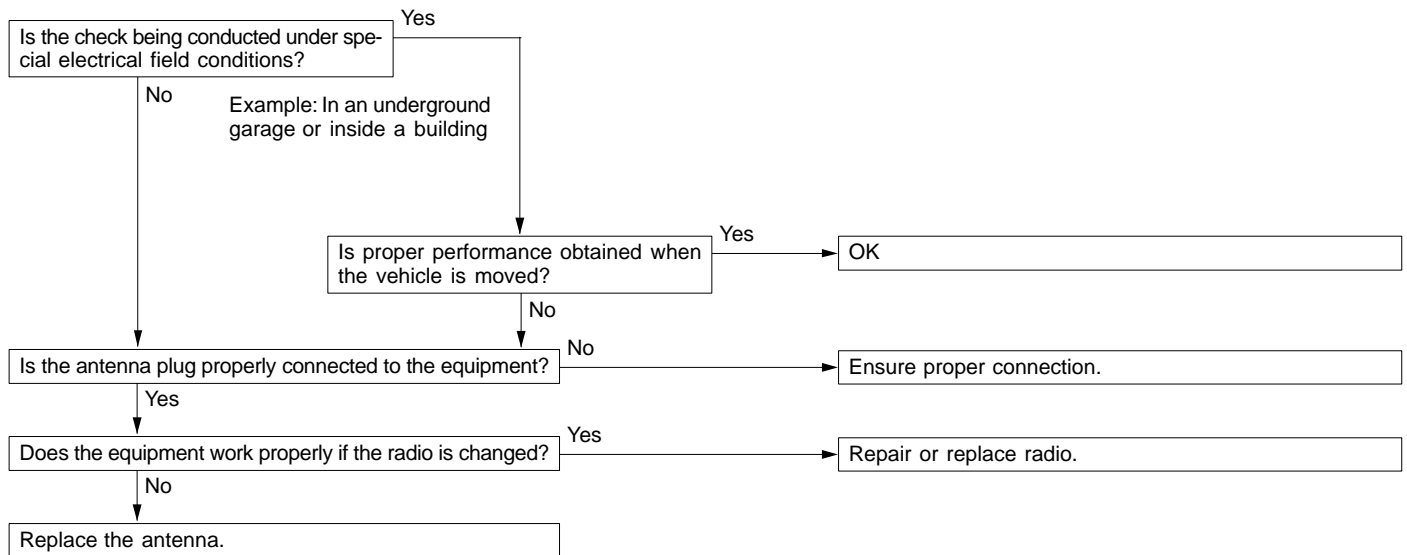 Yes
Is the check being conducted under spe-
cial electrical field conditions?
No
Example: In an underground
garage or inside a building
Is proper performance obtained when
the vehicle is moved?
Yes
OK
No
Is the antenna plug properly connected to the equipment?
No
Ensure proper connection.
Yes
Does the equipment work properly if the radio is changed?
Yes
Repair or replace radio.
No
Replace the antenna.